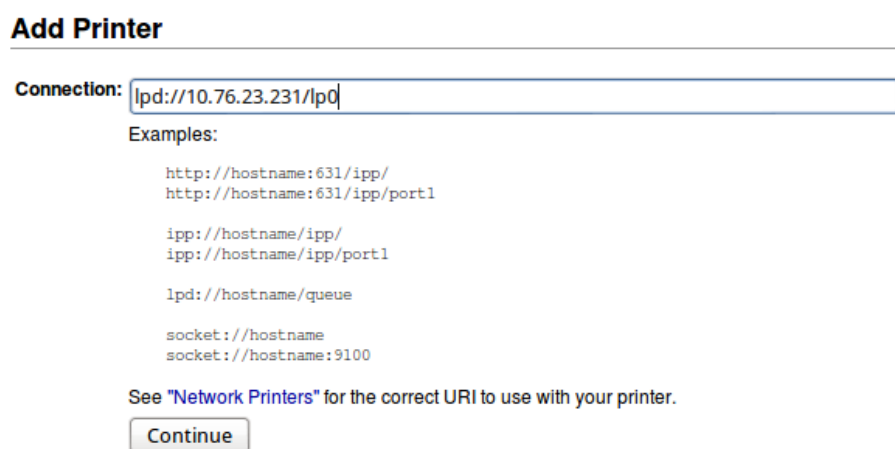 Add Printer
Connection: lpd://10.76.23.231/lp0
Examples:
http://hostname:631/ipp/
http://hostname:631/ipp/port1
ipp://hostname/ipp/
ipp://hostname/ipp/port1
lpd://hostname/queue
socket://hostname
socket://hostname:9100
See "Network Printers" for the correct URI to use with your printer.
Continue